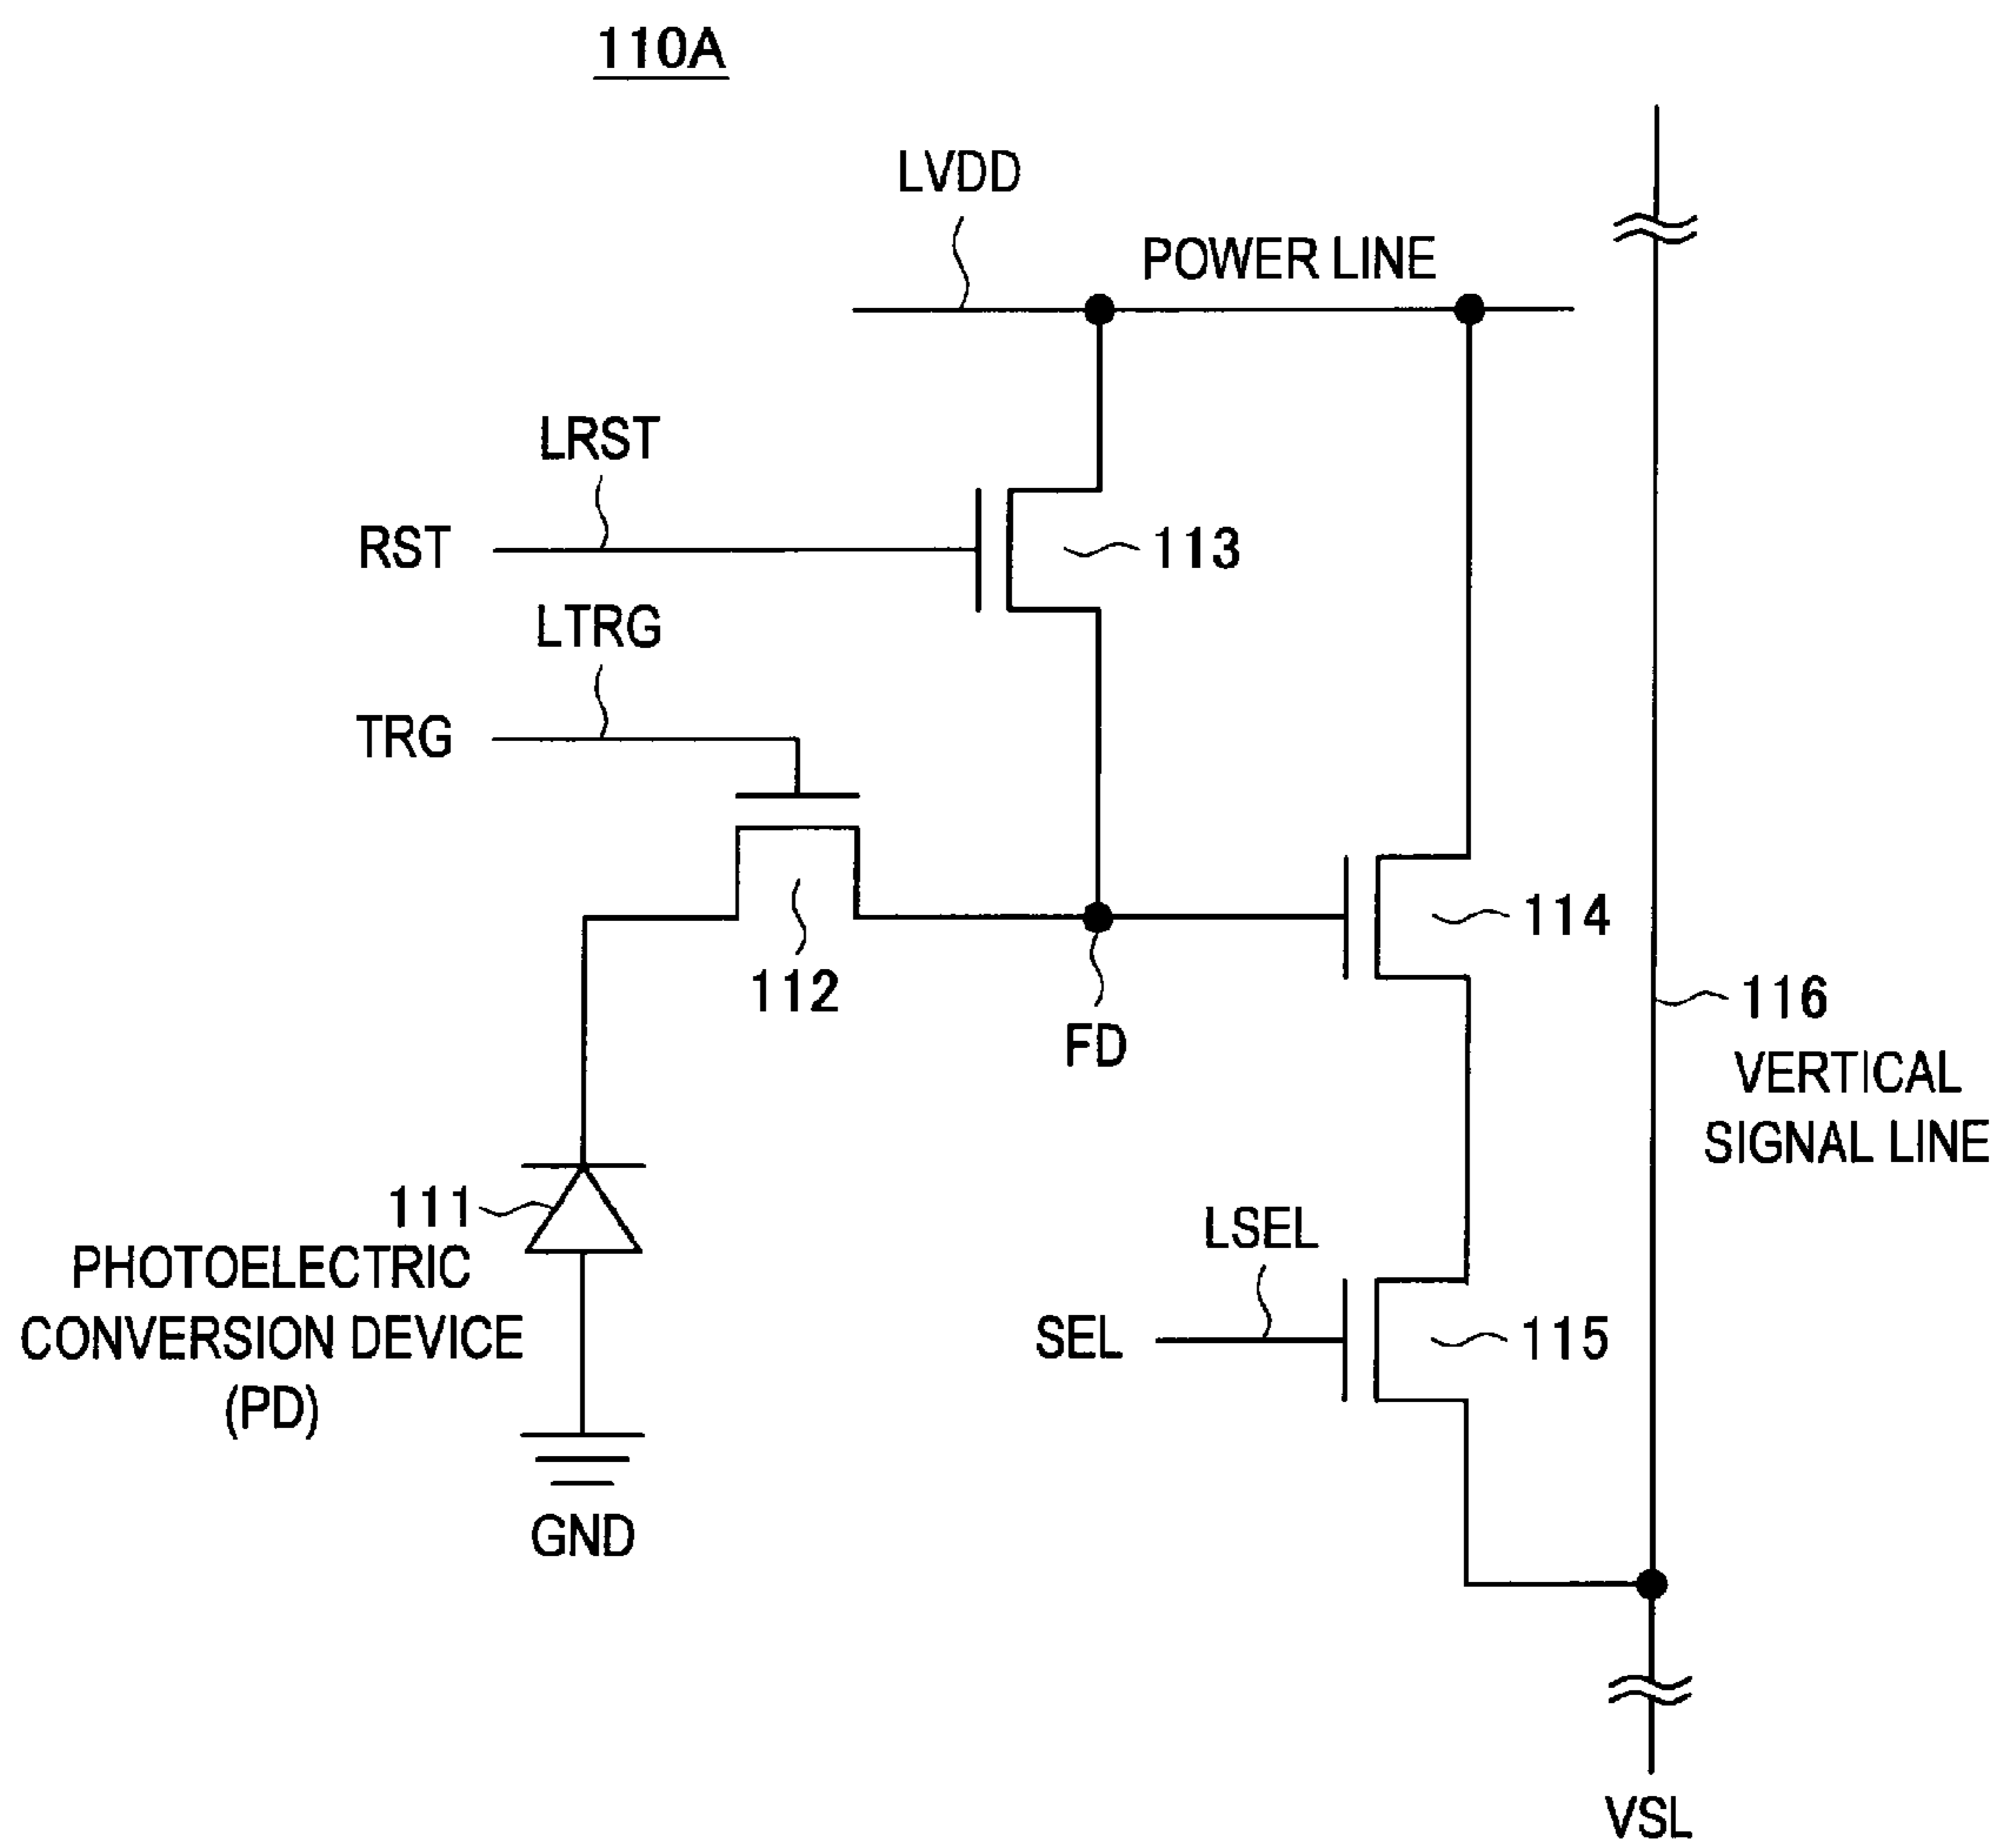 110A
LVDD
POWER LINE
LRST
RST
113
LTRG
TRG
114
112
116
FD
VERTICAL
SIGNAL LINE
111
LSEL
PHOTOELECTRIC
CONVERSION DEVICE
(PD)
SEL
115
GND
VSL